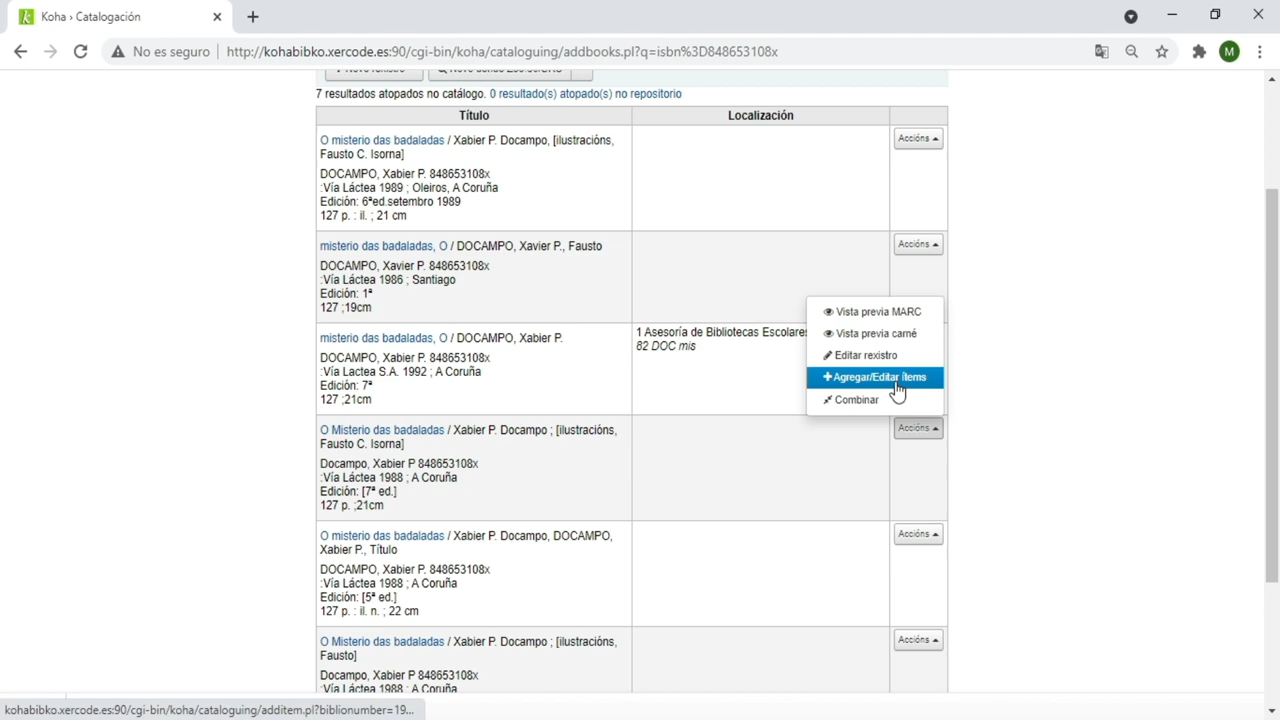 Koha › Catalogación
No es seguro
http://kohabibko.xercode.es:90/cgi-bin/koha/cataloguing/addbooks.pl?q=isbn%3D848653108x
M
7 resultados atopados no catálogo. 0 resultado(s) atopado(s) no repositorio
Título
Localización
O misterio das badaladas / Xabier P. Docampo, [ilustracións,
Fausto C. Isorna]
DOCAMPO, Xabier P. 848653108x
:Vía Láctea 1989 ; Oleiros, A Coruña
Edición: 6ªed.setembro 1989
127 p. : il. ; 21 cm
Accións
misterio das badaladas, O / DOCAMPO, Xavier P., Fausto
DOCAMPO, Xavier P. 848653108x
:Vía Láctea 1986 ; Santiago
Edición: 1ª
127 ;19cm
Accións
misterio das badaladas, O / DOCAMPO, Xabier P.
DOCAMPO, Xabier P. 848653108x
:Vía Lactea S.A. 1992 ; A Coruña
Edición: 7ª
127 ;21cm
1 Asesoría de Bibliotecas Escolares
82 DOC mis
Vista previa MARC
Vista previa carné
Editar rexistro
Agregar/Editar ítems
Combinar
O Misterio das badaladas / Xabier P. Docampo ; [ilustracións,
Fausto C. Isorna]
Docampo, Xabier P 848653108x
:Vía Láctea 1988 ; A Coruña
Edición: [7ª ed.]
127 p. ;21cm
Accións
O misterio das badaladas / Xabier P. Docampo, DOCAMPO,
Xabier P., Título
DOCAMPO, Xabier P. 848653108x
:Vía Láctea 1988 ; A Coruña
Edición: [5ª ed.]
127 p. : il. n. ; 22 cm
Accións
O Misterio das badaladas / Xabier P. Docampo ; [ilustracións,
Fausto]
Docampo, Xabier P. 848653108x
:Vía Láctea 1988 ; A Coruña
Accións
kohabibko.xercode.es:90/cgi-bin/koha/cataloguing/additem.pl?biblionumber=19...